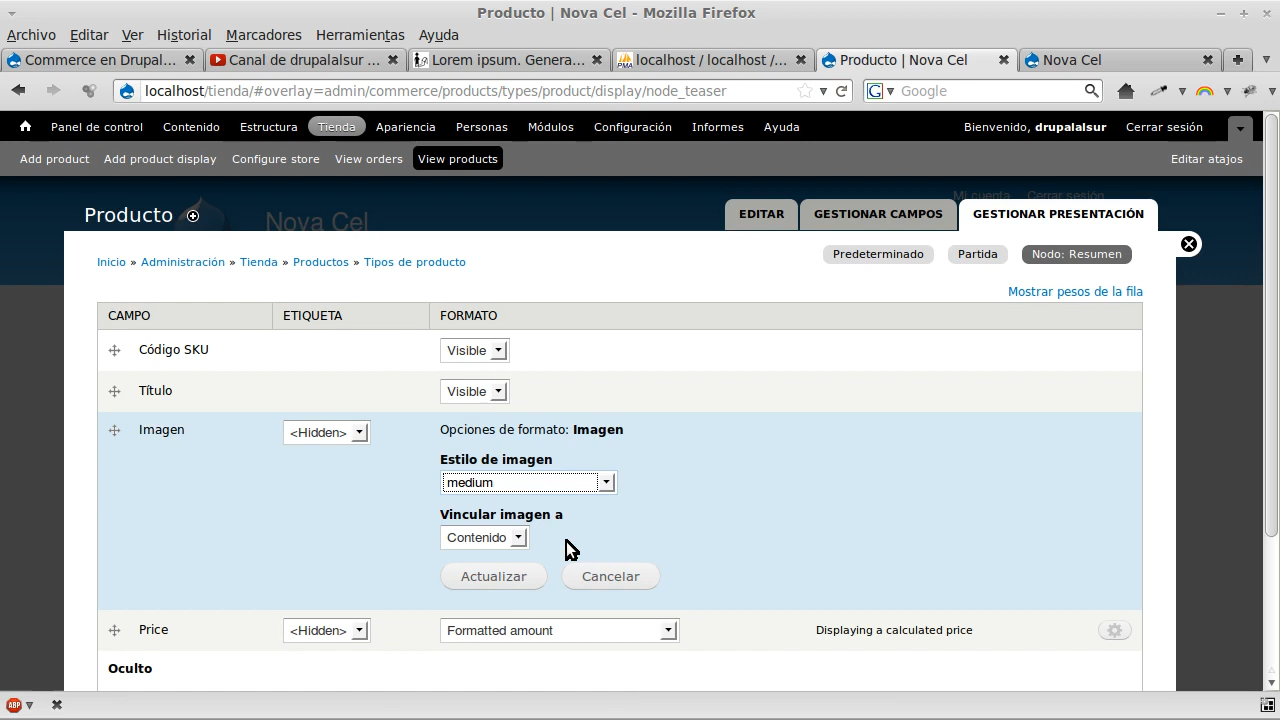 Producto | Nova Cel - Mozilla Firefox
Archivo Editar Ver Historial Marcadores Herramientas Ayuda
Commerce en Drupal... Canal de drupalalsur ... Lorem ipsum. Genera... localhost / localhost /... Producto | Nova Cel Nova Cel
localhost/tienda/#overlay=admin/commerce/products/types/product/display/node_teaser Google
Panel de control Contenido Estructura Tienda Apariencia Personas Módulos Configuración Informes Ayuda Bienvenido, drupalalsur Cerrar sesión
Add product Add product display Configure store View orders View products Editar atajos
Mi cuenta Cerrar sesión
Producto Nova Cel EDITAR GESTIONAR CAMPOS GESTIONAR PRESENTACIÓN
Inicio » Administración » Tienda » Productos » Tipos de producto Predeterminado Partida Nodo: Resumen
Mostrar pesos de la fila
CAMPO ETIQUETA FORMATO
Código SKU Visible
Título Visible
Imagen <Hidden> Opciones de formato: Imagen
Estilo de imagen
medium
Vincular imagen a
Contenido
Actualizar Cancelar
Price <Hidden> Formatted amount Displaying a calculated price
Oculto
ABP